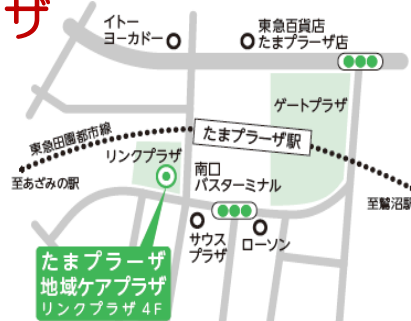 ザ
イトー
ヨーカドー
東急百貨店
たまプラーザ店
ゲートプラザ
東急田園都市線
たまプラーザ駅
リンクプラザ
南口
バスターミナル
至あざみの駅
至鷺沼駅
サウス
プラザ
ローソン
たまプラーザ
地域ケアプラザ
リンクプラザ 4F